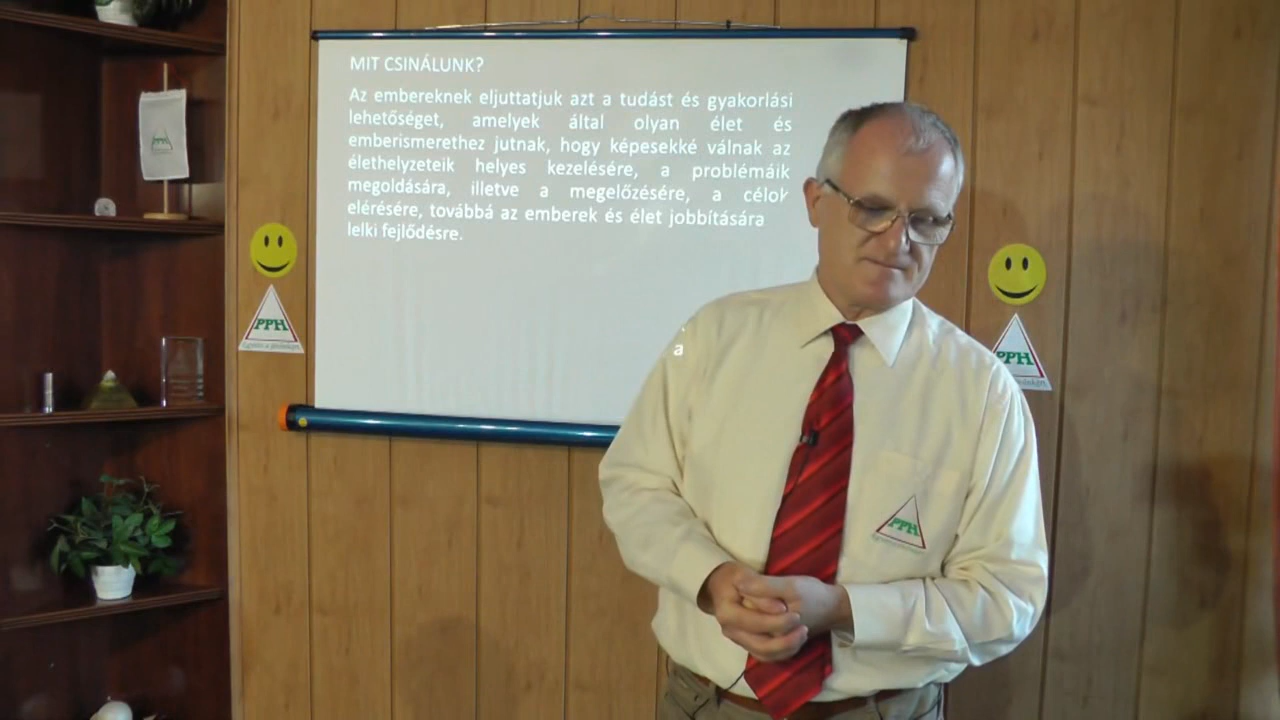 MIT CSINÁLUNK?
Az embereknek eljuttatjuk azt a tudást és gyakorlási
lehetőséget, amelyek által olyan élet és
emberismerethez jutnak, hogy képesekké válnak az
élethelyzeteik helyes kezelésére, a problémáik
megoldására, illetve a megelőzésére, a célok
elérésére, továbbá az emberek és élet jobbítására
lelki fejlődésre.
a
PPH
PPH
PPH